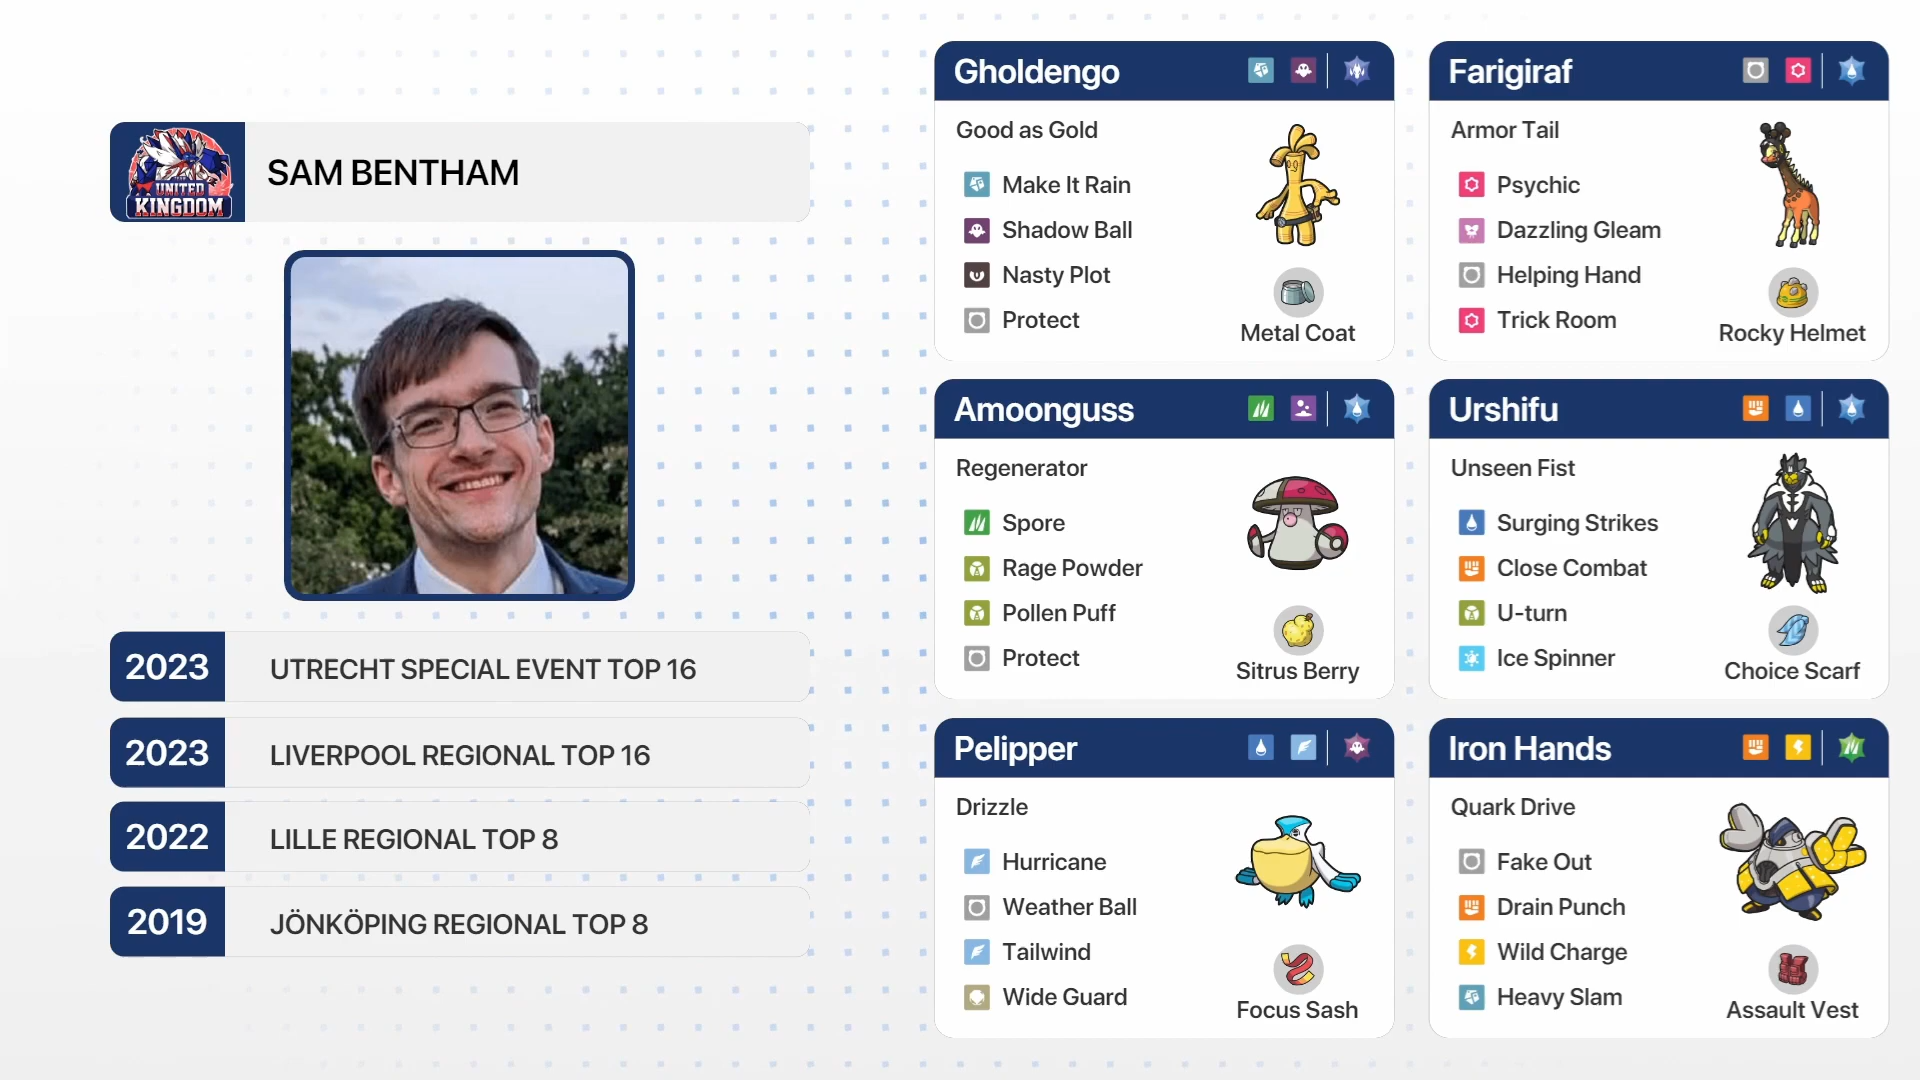 UNITED
KINGDOM
SAM BENTHAM
2023
UTRECHT SPECIAL EVENT TOP 16
2023
LIVERPOOL REGIONAL TOP 16
2022
LILLE REGIONAL TOP 8
2019
JÖNKÖPING REGIONAL TOP 8
Gholdengo
Good as Gold
Make It Rain
Shadow Ball
Nasty Plot
Protect
Metal Coat
Farigiraf
Armor Tail
Psychic
Dazzling Gleam
Helping Hand
Trick Room
Rocky Helmet
Amoonguss
Regenerator
Spore
Rage Powder
Pollen Puff
Protect
Sitrus Berry
Urshifu
Unseen Fist
Surging Strikes
Close Combat
U-turn
Ice Spinner
Choice Scarf
Pelipper
Drizzle
Hurricane
Weather Ball
Tailwind
Wide Guard
Focus Sash
Iron Hands
Quark Drive
Fake Out
Drain Punch
Wild Charge
Heavy Slam
Assault Vest